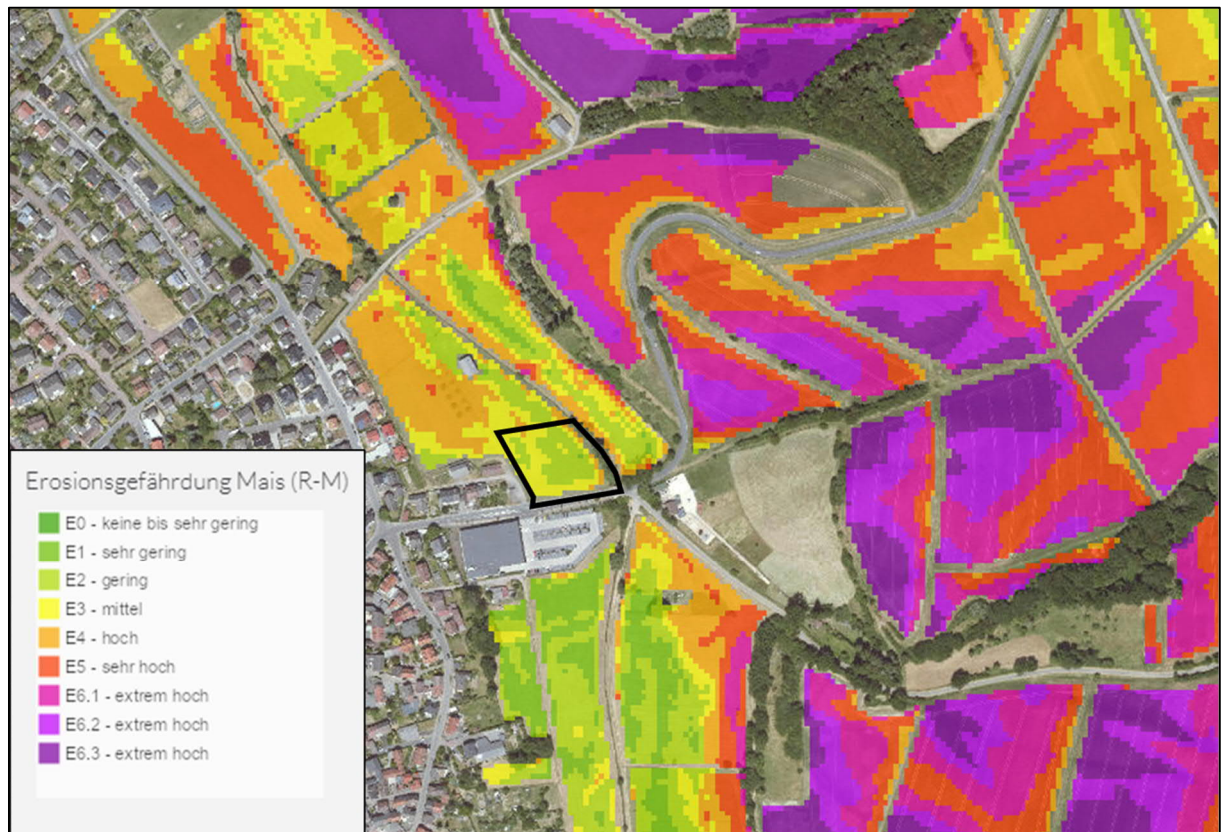 Erosionsgefährdung Mais (R-M)
E0 - keine bis sehr gering
E1 - sehr gering
E2 - gering
E3 - mittel
E4 - hoch
E5 - sehr hoch
E6.1 - extrem hoch
E6.2 - extrem hoch
E6.3 - extrem hoch